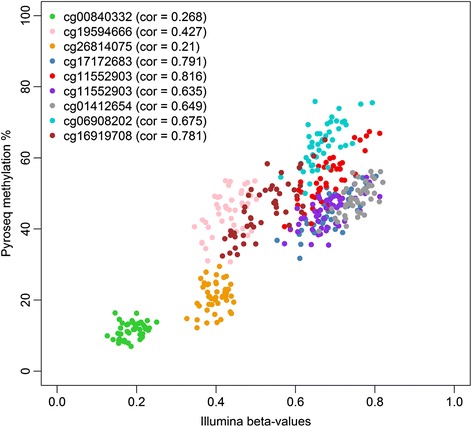 cg00840332 (cor = 0.268)
cg19594666 (cor = 0.427)
cg26814075 (cor = 0.21)
cg17172683 (cor = 0.791)
cg11552903 (cor = 0.816)
cg11552903 (cor = 0.635)
cg01412654 (cor = 0.649)
cg06908202 (cor = 0.675)
cg16919708 (cor = 0.781)
Pyroseq methylation %
100
80
60
40
20
0
0.0 0.2 0.4 0.6 0.8 1.0
Illumina beta-values